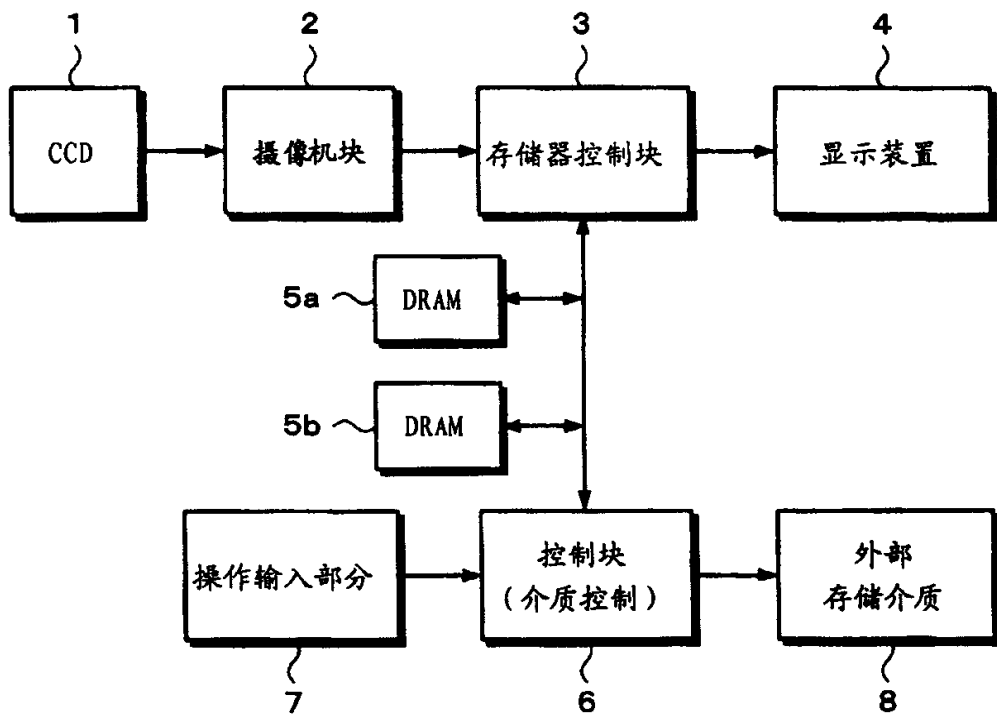 1
2
3
4
CCD
摄像机块
存储器控制块
显示装置
5a
DRAM
5b
DRAM
操作输入部分
控制块
(介质控制)
外部
存储介质
7
6
8